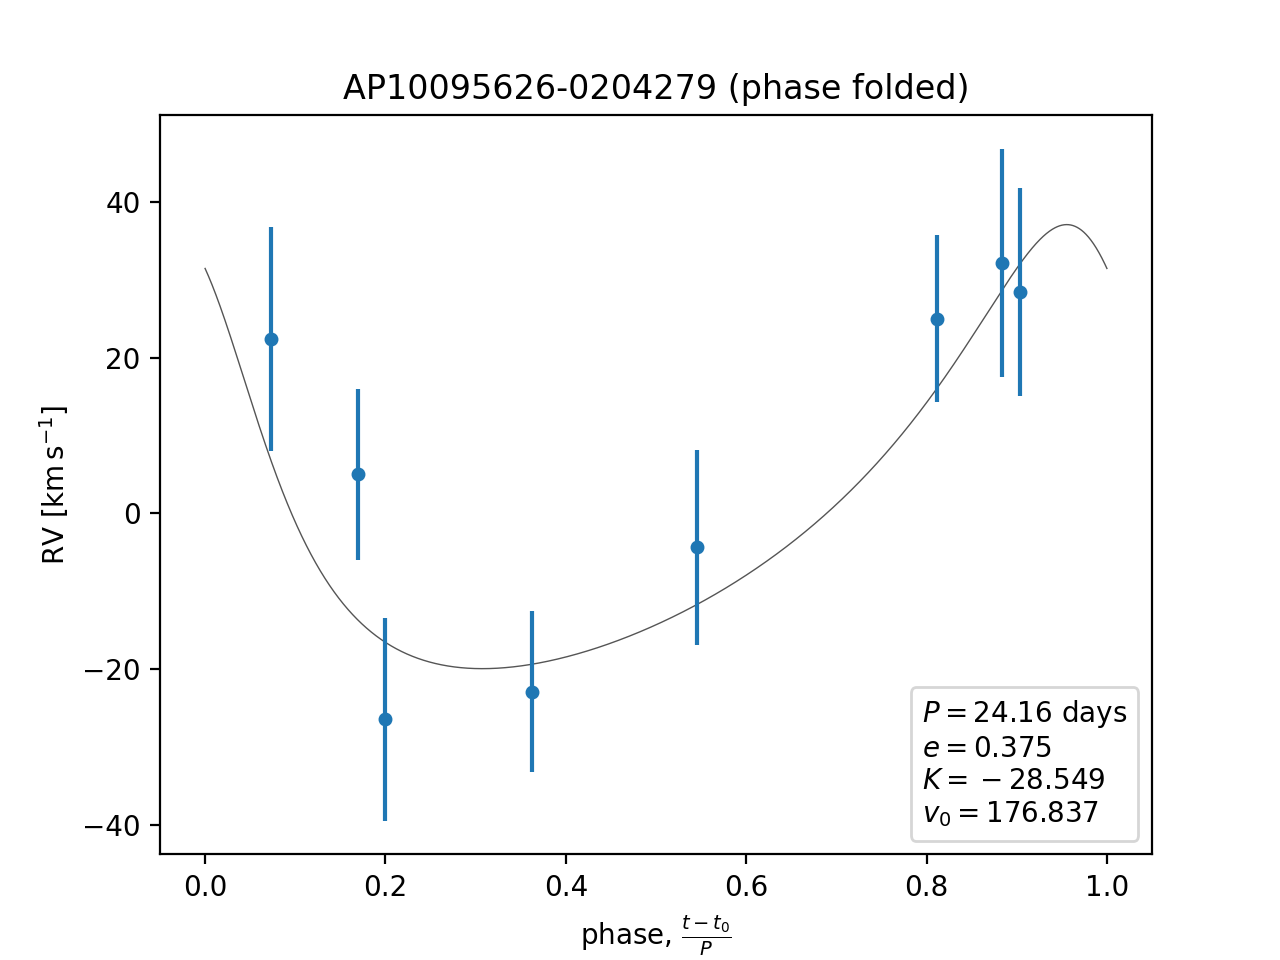 AP10095626-0204279 (phase folded)
RV [km s⁻¹]
40
20
0
−20
−40
P = 24.16 days
e = 0.375
K = −28.549
v₀ = 176.837
0.0 0.2 0.4 0.6 0.8 1.0
phase, (t − t₀)/P